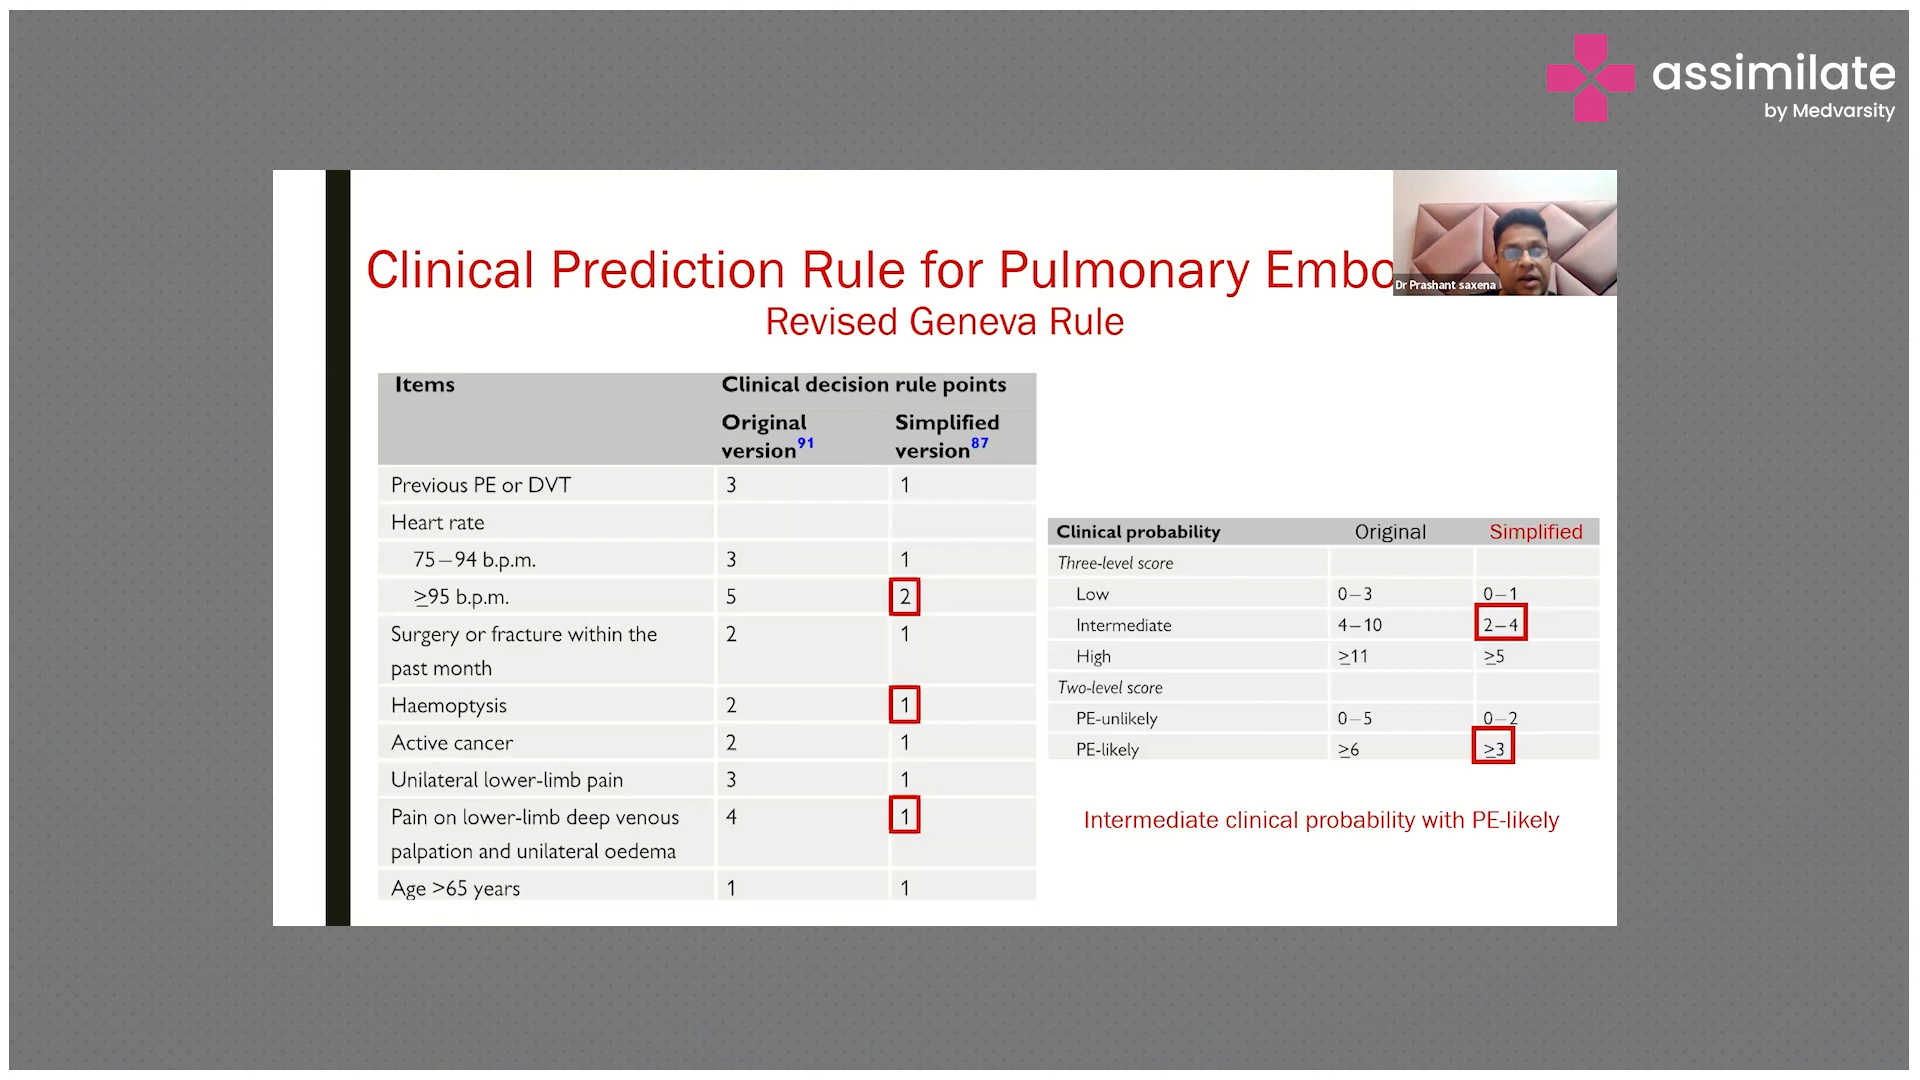 assimilate
by Medvarsity
Clinical Prediction Rule for Pulmonary Embo
Dr Prashant saxena
Revised Geneva Rule
Items Clinical decision rule points
Original Simplified
version91 version87
Previous PE or DVT 3 1
Heart rate
75–94 b.p.m. 3 1
≥95 b.p.m. 5 2
Surgery or fracture within the 2 1
past month
Haemoptysis 2 1
Active cancer 2 1
Unilateral lower-limb pain 3 1
Pain on lower-limb deep venous 4 1
palpation and unilateral oedema
Age >65 years 1 1
Clinical probability Original Simplified
Three-level score
Low 0–3 0–1
Intermediate 4–10 2–4
High ≥11 ≥5
Two-level score
PE-unlikely 0–5 0–2
PE-likely ≥6 ≥3
Intermediate clinical probability with PE-likely